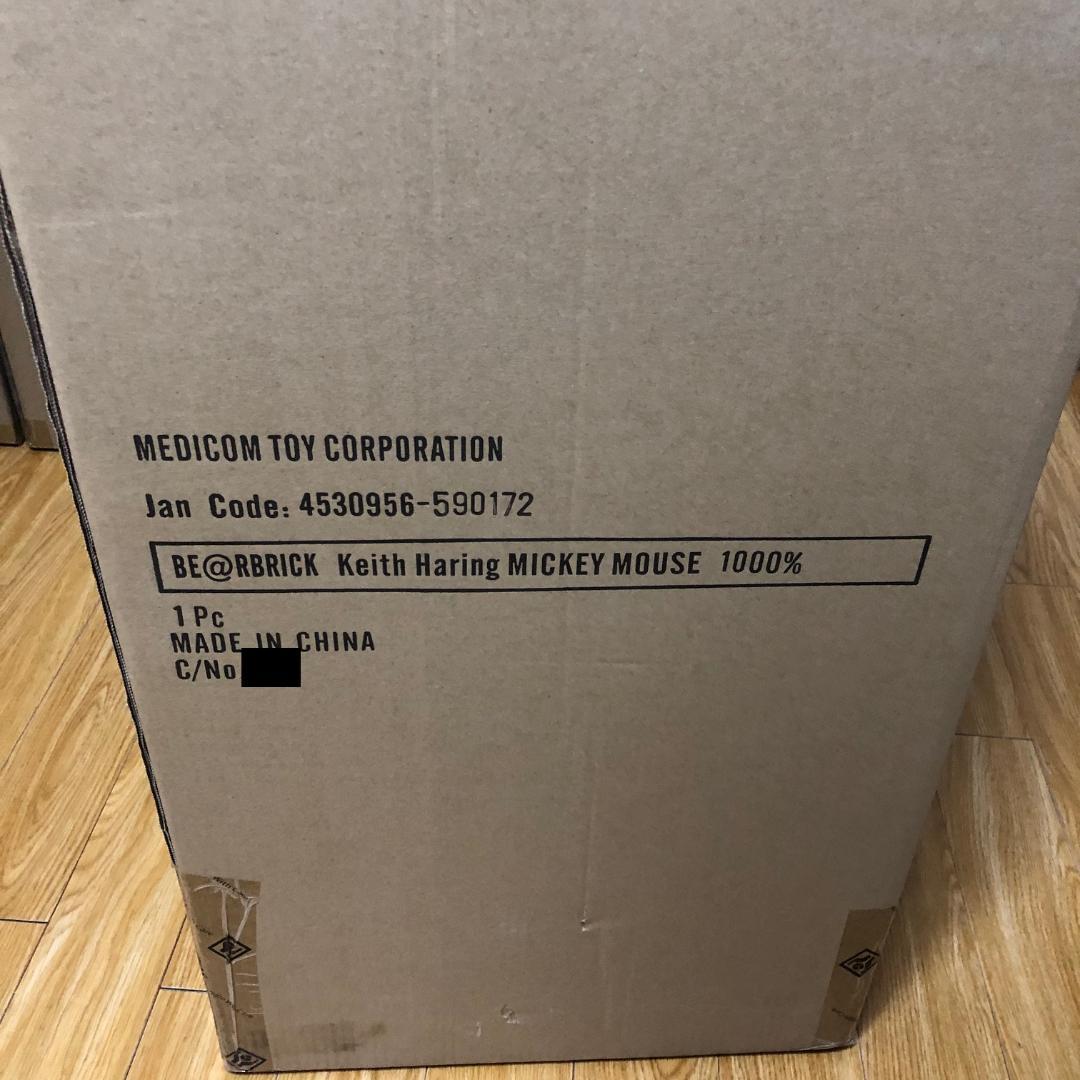 MEDICOM TOY CORPORATION
Jan Code: 4530956-590172
BE@RBRICK Keith Haring MICKEY MOUSE 1000%
1 Pc
MADE IN CHINA
C/No